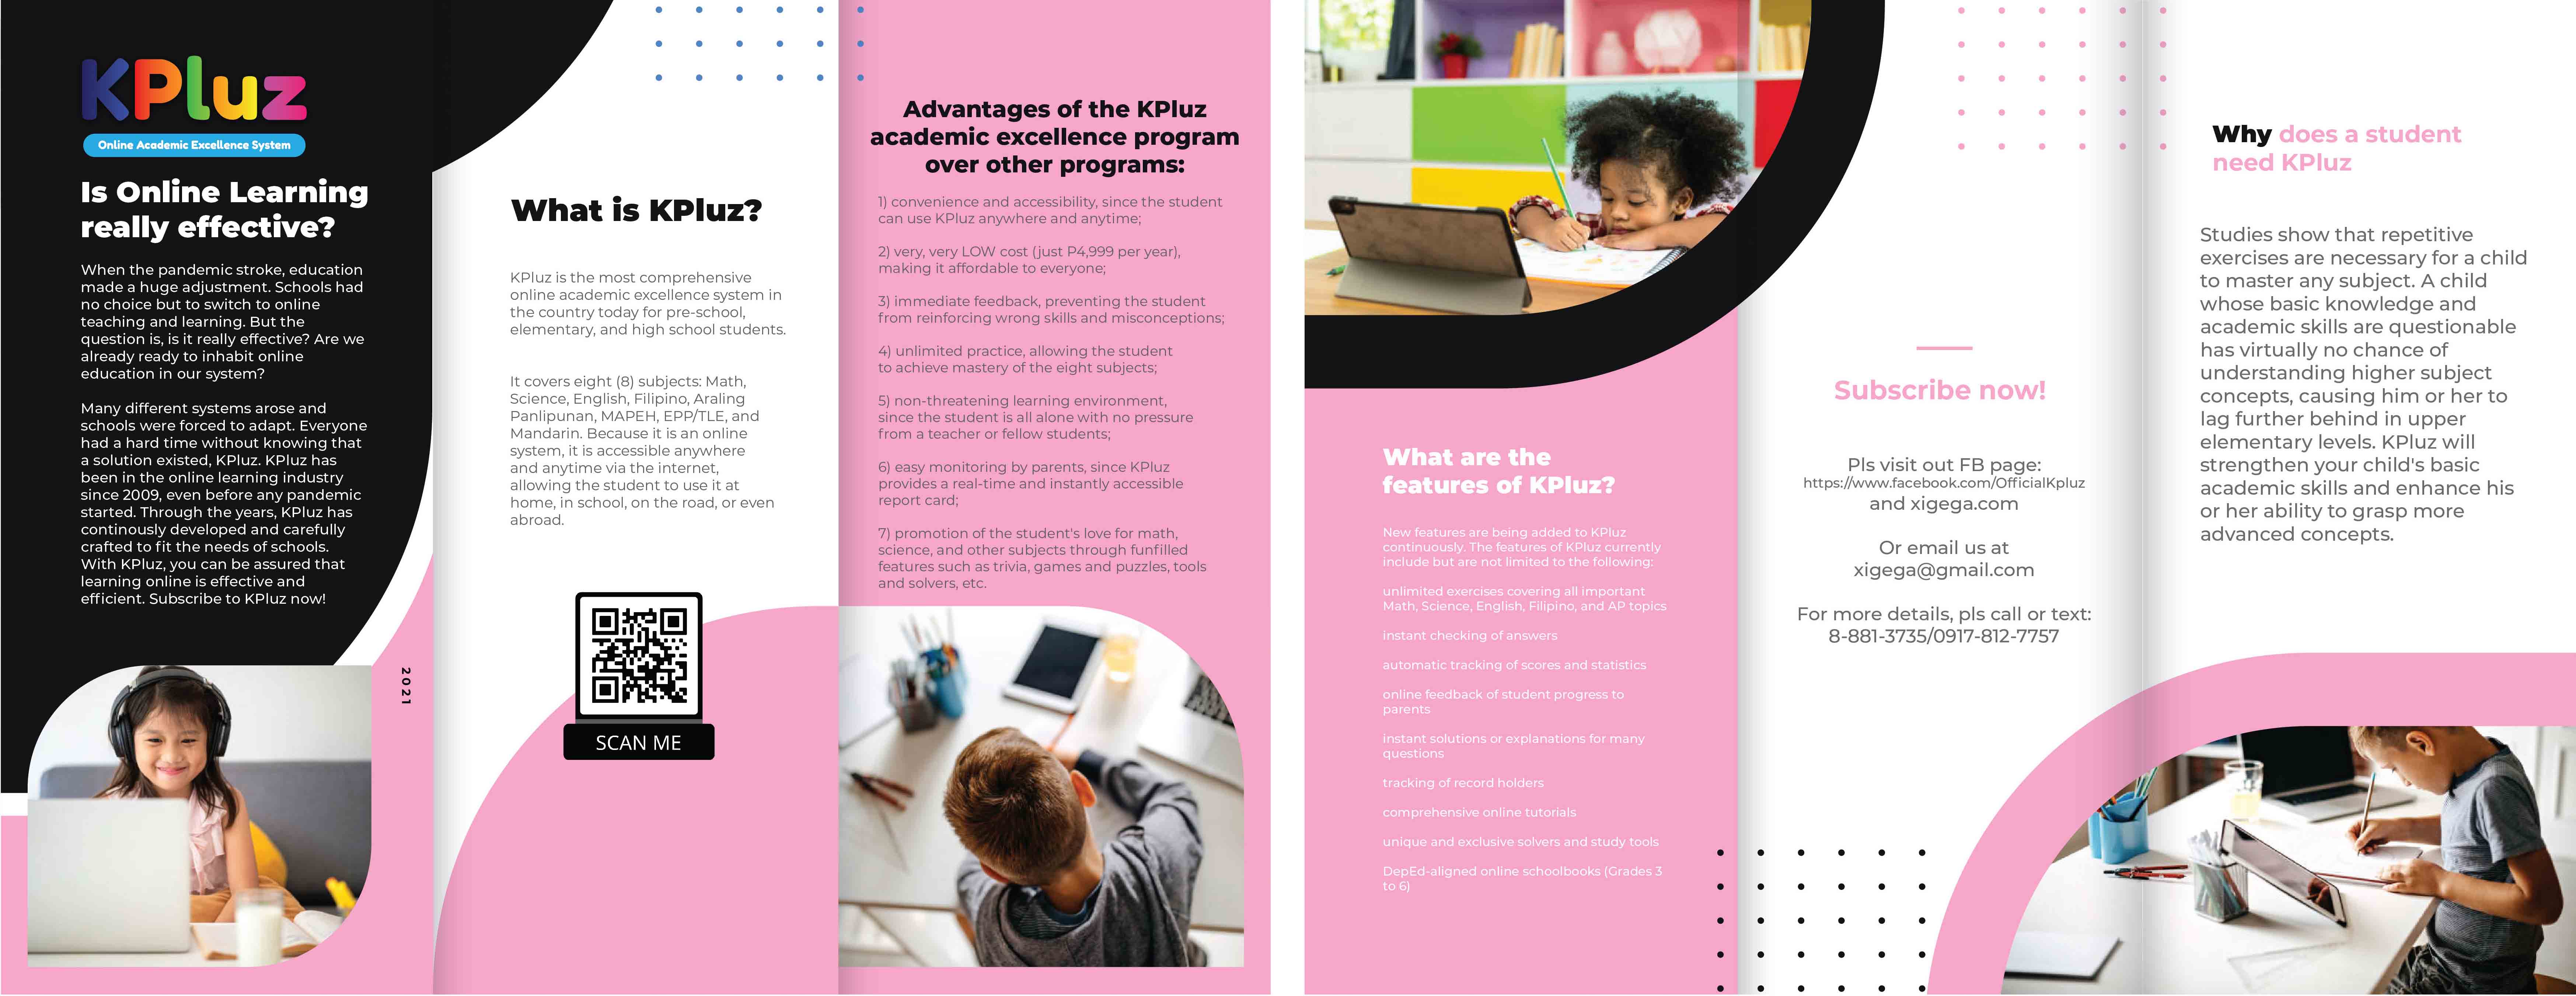 KPluz
Online Academic Excellence System
Is Online Learning
really effective?
When the pandemic stroke, education
made a huge adjustment. Schools had
no choice but to switch to online
teaching and learning. But the
question is, is it really effective? Are we
already ready to inhabit online
education in our system?
Many different systems arose and
schools were forced to adapt. Everyone
had a hard time without knowing that
a solution existed, KPluz. KPluz has
been in the online learning industry
since 2009, even before any pandemic
started. Through the years, KPluz has
continously developed and carefully
crafted to fit the needs of schools.
With KPluz, you can be assured that
learning online is effective and
efficient. Subscribe to KPluz now!
2021
What is KPluz?
KPluz is the most comprehensive
online academic excellence system in
the country today for pre-school,
elementary, and high school students.
It covers eight (8) subjects: Math,
Science, English, Filipino, Araling
Panlipunan, MAPEH, EPP/TLE, and
Mandarin. Because it is an online
system, it is accessible anywhere
and anytime via the internet,
allowing the student to use it at
home, in school, on the road, or even
abroad.
SCAN ME
Advantages of the KPluz
academic excellence program
over other programs:
1) convenience and accessibility, since the student
can use KPluz anywhere and anytime;
2) very, very LOW cost (just P4,999 per year),
making it affordable to everyone;
3) immediate feedback, preventing the student
from reinforcing wrong skills and misconceptions;
4) unlimited practice, allowing the student
to achieve mastery of the eight subjects;
5) non-threatening learning environment,
since the student is all alone with no pressure
from a teacher or fellow students;
6) easy monitoring by parents, since KPluz
provides a real-time and instantly accessible
report card;
7) promotion of the student's love for math,
science, and other subjects through funfilled
features such as trivia, games and puzzles, tools
and solvers, etc.
What are the
features of KPluz?
New features are being added to KPluz
continuously. The features of KPluz currently
include but are not limited to the following:
unlimited exercises covering all important
Math, Science, English, Filipino, and AP topics
instant checking of answers
automatic tracking of scores and statistics
online feedback of student progress to
parents
instant solutions or explanations for many
questions
tracking of record holders
comprehensive online tutorials
unique and exclusive solvers and study tools
DepEd-aligned online schoolbooks (Grades 3
to 6)
Subscribe now!
Pls visit out FB page:
https://www.facebook.com/OfficialKpluz
and xigega.com
Or email us at
xigega@gmail.com
For more details, pls call or text:
8-881-3735/0917-812-7757
Why does a student
need KPluz
Studies show that repetitive
exercises are necessary for a child
to master any subject. A child
whose basic knowledge and
academic skills are questionable
has virtually no chance of
understanding higher subject
concepts, causing him or her to
lag further behind in upper
elementary levels. KPluz will
strengthen your child's basic
academic skills and enhance his
or her ability to grasp more
advanced concepts.